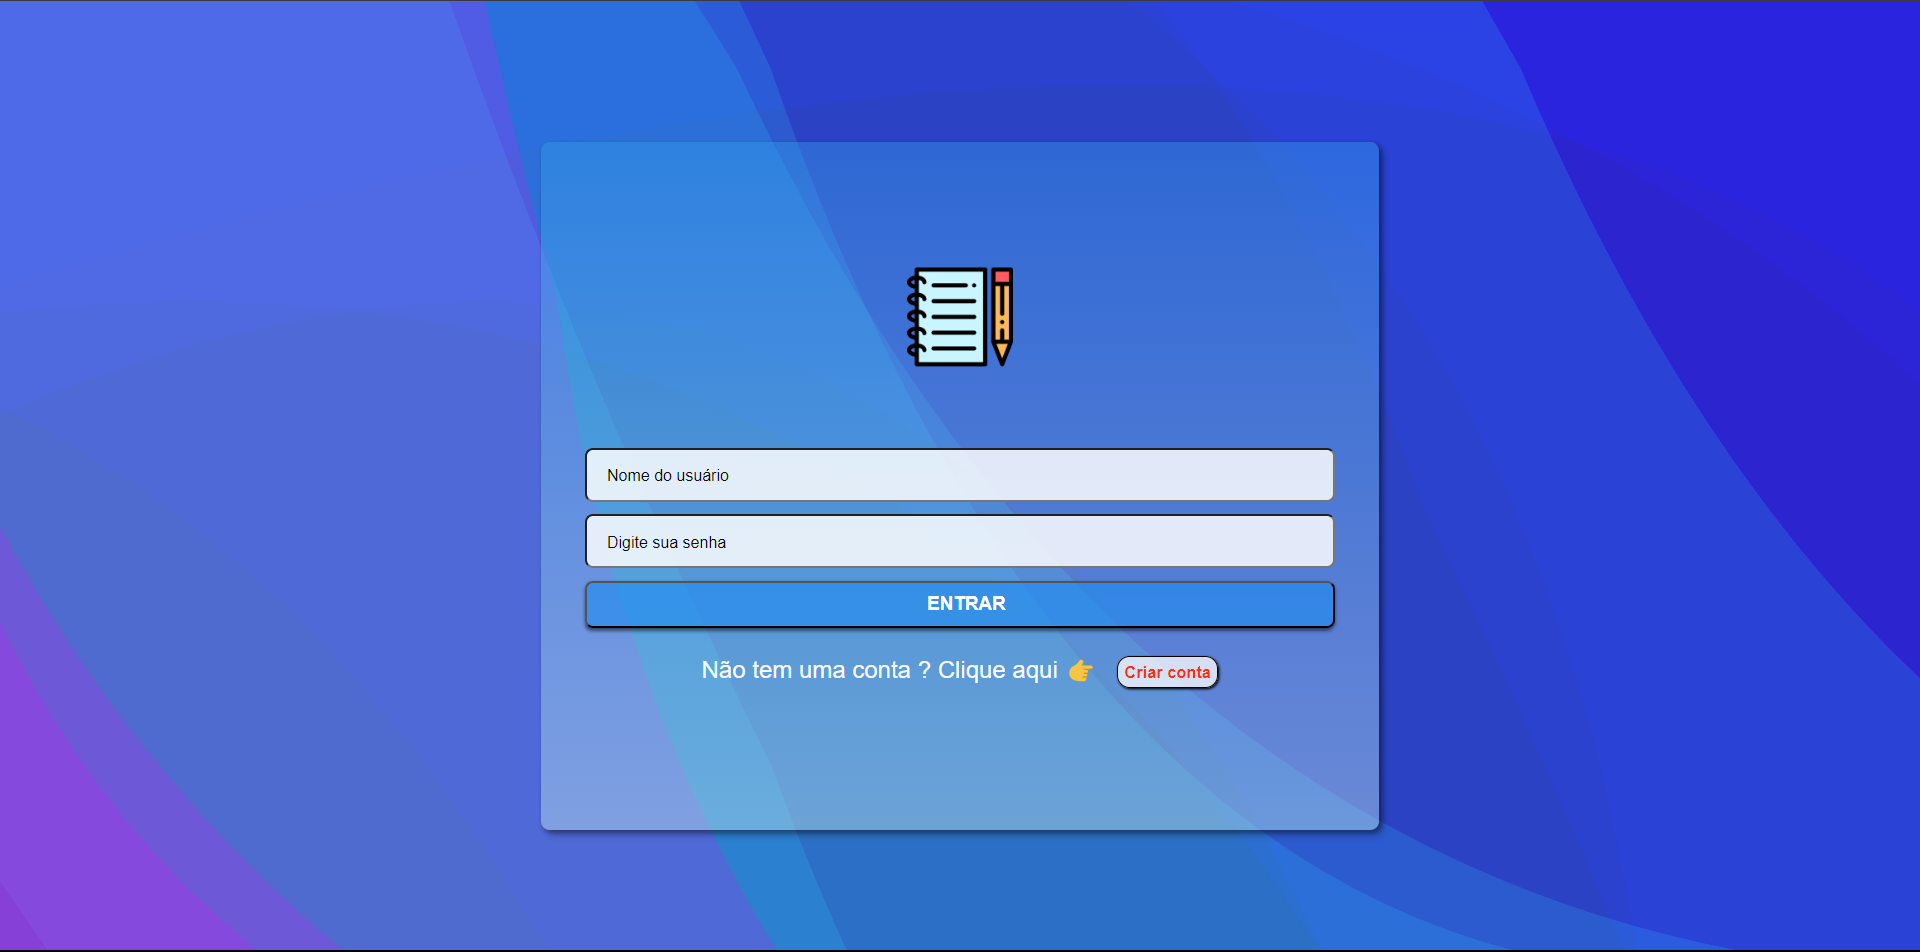 Nome do usuário
Digite sua senha
ENTRAR
Não tem uma conta ? Clique aqui 👉 Criar conta